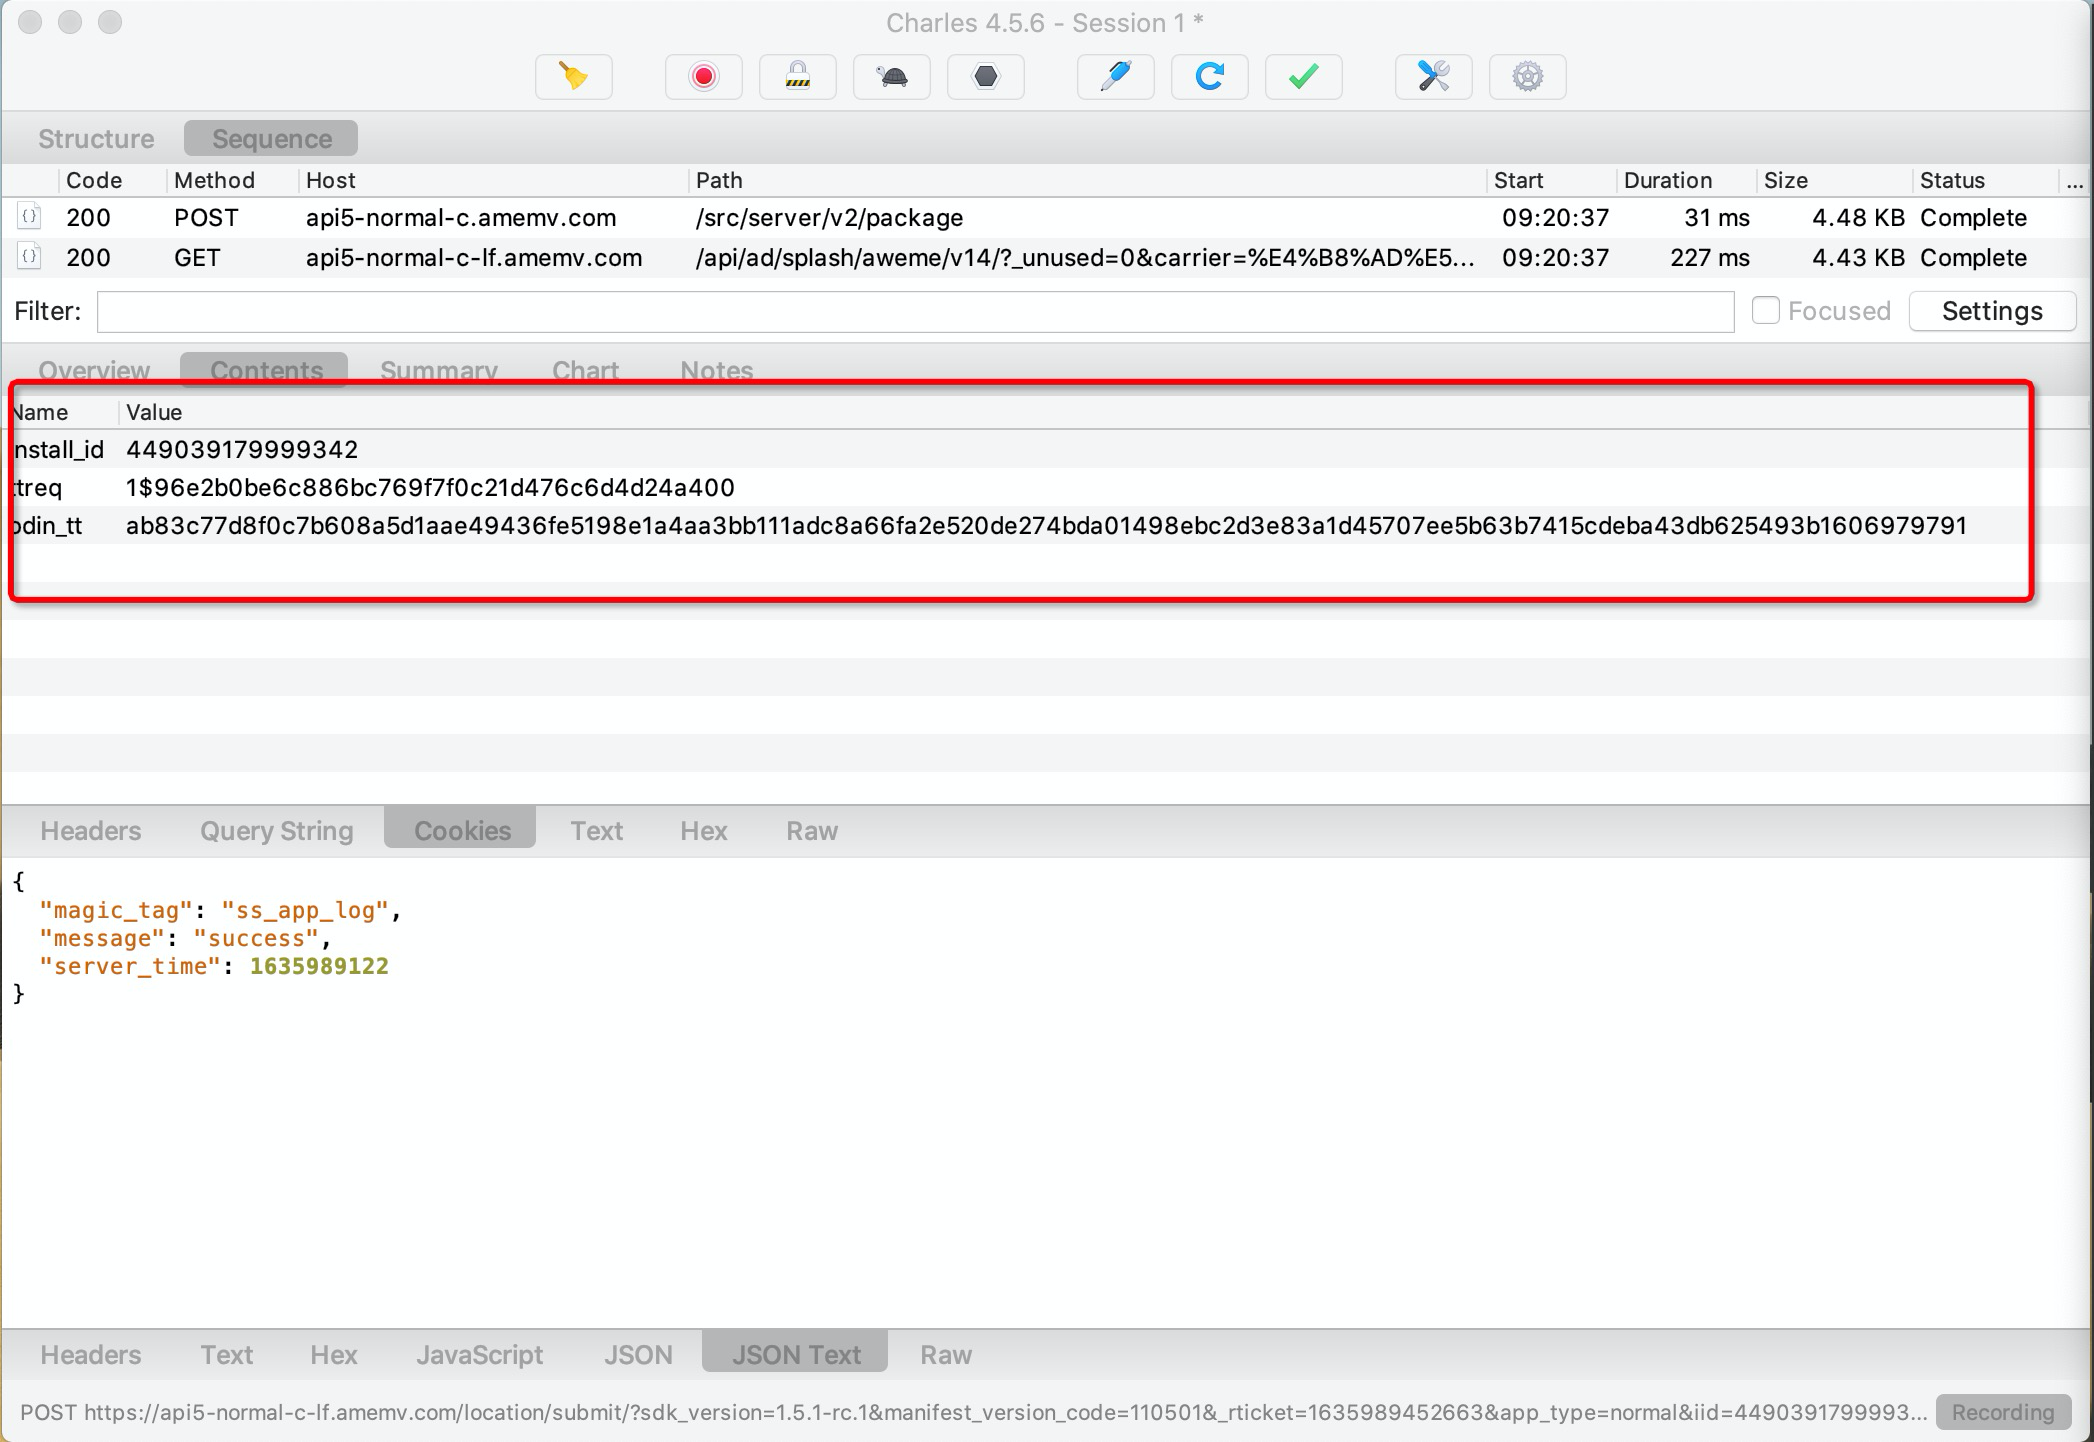 Charles 4.5.6 - Session 1 *
Structure Sequence
Code Method Host Path Start Duration Size Status ...
{} 200 POST api5-normal-c.amemv.com /src/server/v2/package 09:20:37 31 ms 4.48 KB Complete
{} 200 GET api5-normal-c-lf.amemv.com /api/ad/splash/aweme/v14/?_unused=0&carrier=%E4%B8%AD%E5... 09:20:37 227 ms 4.43 KB Complete
Filter: Focused Settings
Overview Contents Summary Chart Notes
Name Value
install_id 449039179999342
ttreq 1$96e2b0be6c886bc769f7f0c21d476c6d4d24a400
odin_tt ab83c77d8f0c7b608a5d1aae49436fe5198e1a4aa3bb111adc8a66fa2e520de274bda01498ebc2d3e83a1d45707ee5b63b7415cdeba43db625493b1606979791
Headers Query String Cookies Text Hex Raw
{
"magic_tag": "ss_app_log",
"message": "success",
"server_time": 1635989122
}
Headers Text Hex JavaScript JSON JSON Text Raw
POST https://api5-normal-c-lf.amemv.com/location/submit/?sdk_version=1.5.1-rc.1&manifest_version_code=110501&_rticket=1635989452663&app_type=normal&iid=4490391799993... Recording